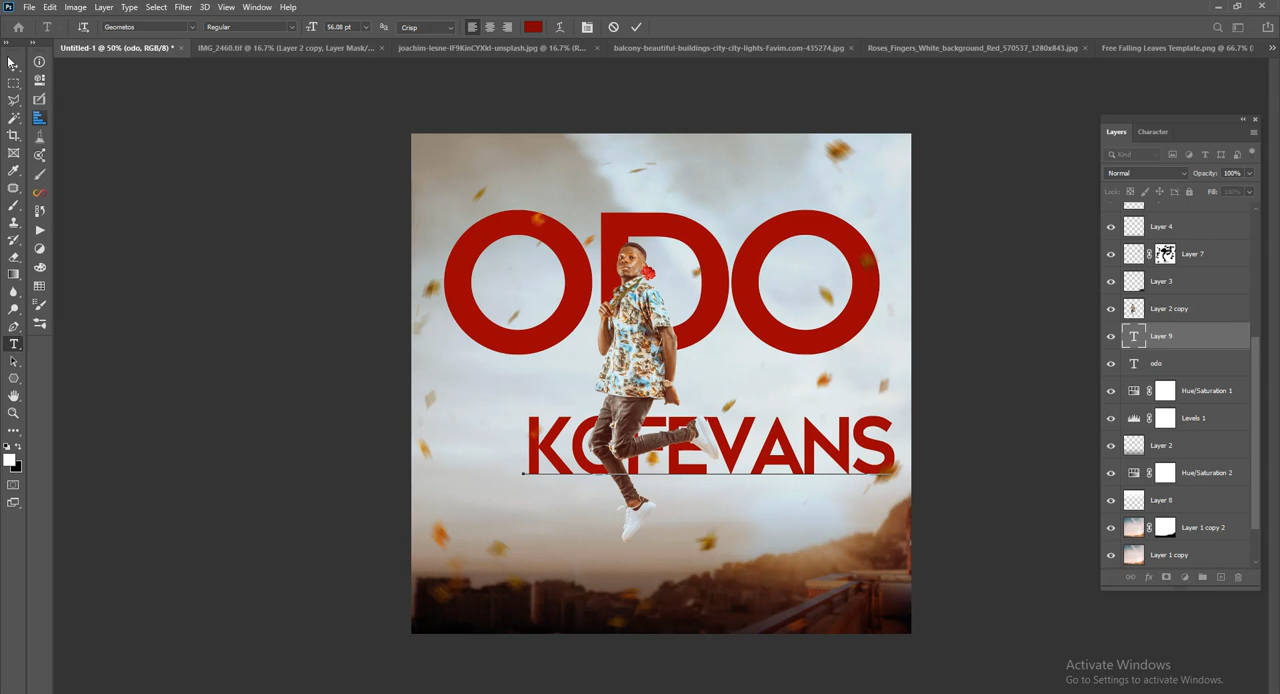 Ps File Edit Image Layer Type Select Filter 3D View Window Help
T Geometos Regular 56.08 pt Crisp
Untitled-1 @ 50% (odo, RGB/8) * × IMG_2460.tif @ 16.7% (Layer 2 copy, Layer Mask/... × joachim-lesne-IF9KinCYXkI-unsplash.jpg @ 16.7% (R... × balcony-beautiful-buildings-city-city-lights-Favim.com-435274.jpg × Roses_Fingers_White_background_Red_570537_1280x843.jpg × Free Falling Leaves Template.png @ 66.7% (
Layers Character
Kind
Normal Opacity: 100%
Lock: Fill: 100%
Layer 4
Layer 7
Layer 3
Layer 2 copy
Layer 9
odo
Hue/Saturation 1
Levels 1
Layer 2
Hue/Saturation 2
Layer 8
Layer 1 copy 2
Layer 1 copy
ODO
KOFEVANS
Activate Windows
Go to Settings to activate Windows.